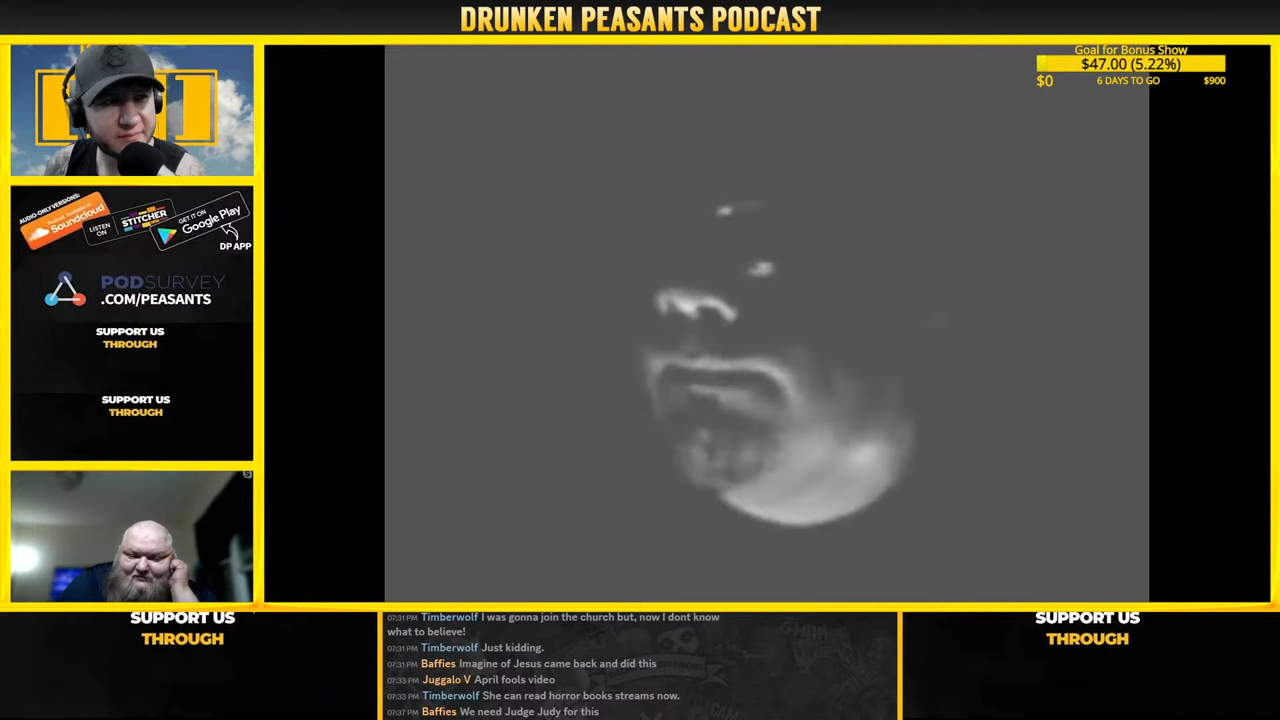 DRUNKEN PEASANTS PODCAST
Goal for Bonus Show
$47.00 (5.22%)
$0
6 DAYS TO GO
$900
AUDIO-ONLY VERSIONS:
Podcast Available on
Soundcloud
LISTEN ON
STITCHER
GET IT ON
Google Play
DP APP
PODSURVEY
.COM/PEASANTS
SUPPORT US
THROUGH
SUPPORT US
THROUGH
SUPPORT US
THROUGH
07:31 PM Timberwolf I was gonna join the church but, now I dont know
what to believe!
07:31 PM Timberwolf Just kidding.
07:31 PM Baffies Imagine of Jesus came back and did this
07:33 PM Juggalo V April fools video
07:33 PM Timberwolf She can read horror books streams now.
07:37 PM Baffies We need Judge Judy for this
SUPPORT US
THROUGH